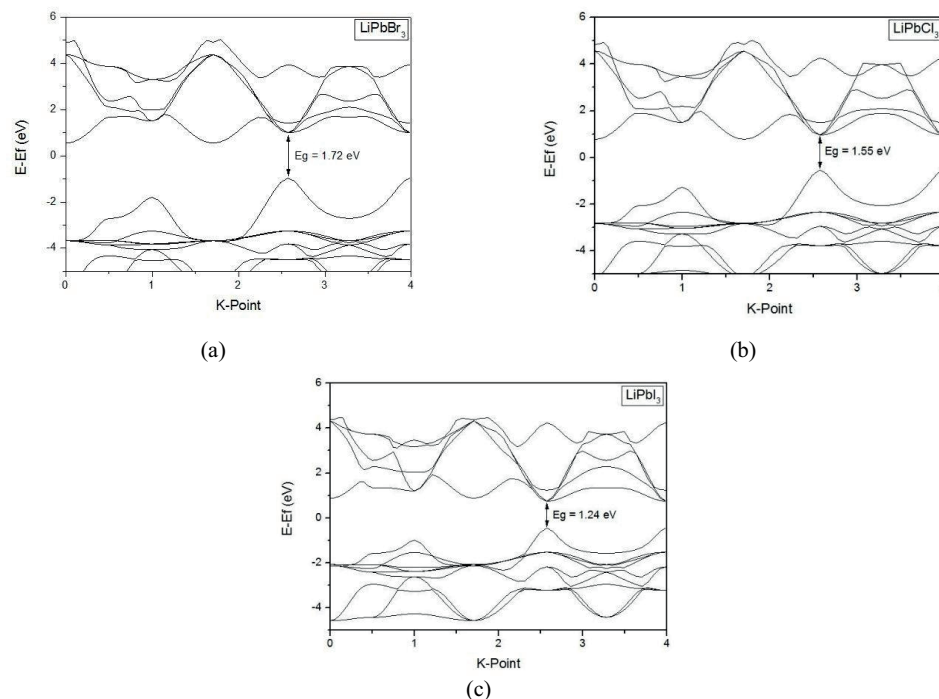 LiPbBr₃
E-Ef (eV)
6
4
2
0
-2
-4
Eg = 1.72 eV
0 1 2 3 4
K-Point
(a)
LiPbCl₃
E-Ef (eV)
6
4
2
0
-2
-4
Eg = 1.55 eV
0 1 2 3
K-Point
(b)
LiPbI₃
E-Ef (eV)
6
4
2
0
-2
-4
Eg = 1.24 eV
0 1 2 3 4
K-Point
(c)